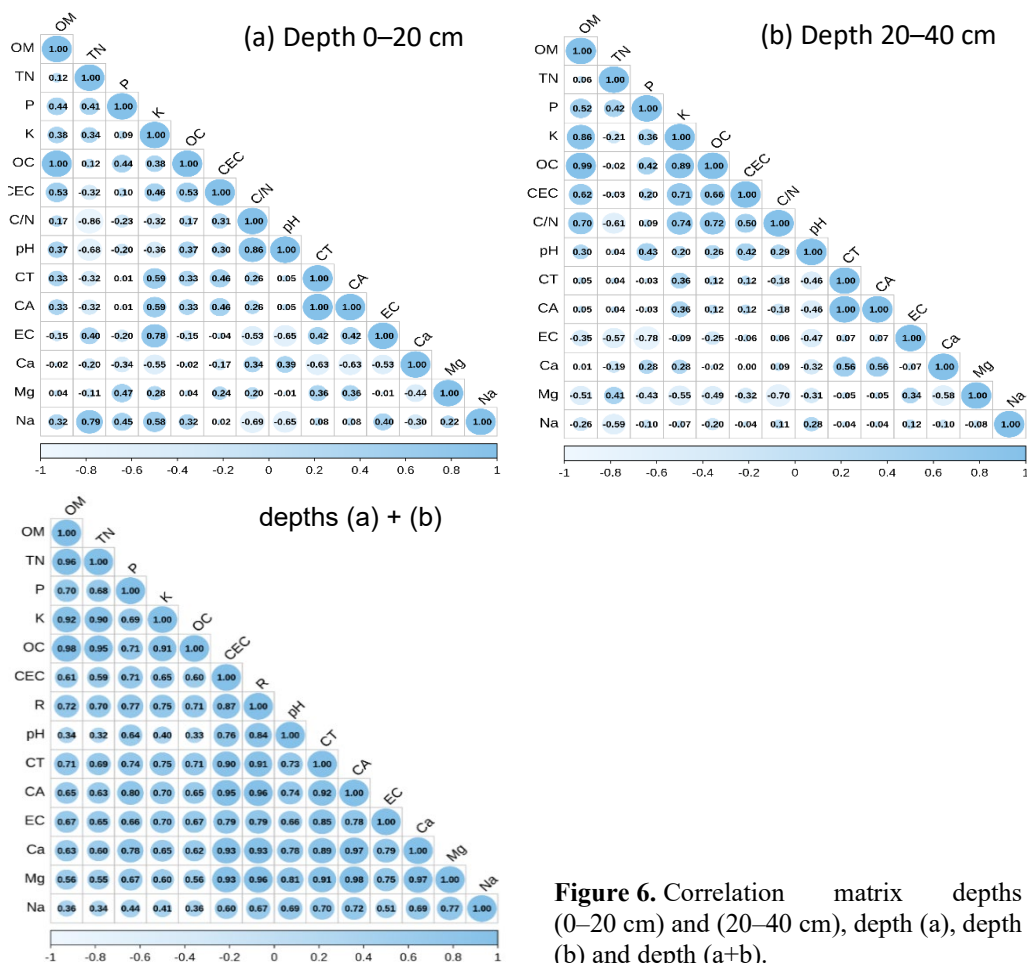 (a) Depth 0–20 cm
OM
TN
P
K
OC
CEC
C/N
pH
CT
CA
EC
Ca
Mg
Na
OM 1.00
TN 0.12 1.00
P 0.44 0.41 1.00
K 0.38 0.34 0.09 1.00
OC 1.00 0.12 0.44 0.38 1.00
CEC 0.53 -0.32 0.10 0.46 0.53 1.00
C/N 0.17 -0.86 -0.23 -0.32 0.17 0.31 1.00
pH 0.37 -0.68 -0.20 -0.36 0.37 0.30 0.86 1.00
CT 0.33 -0.32 0.01 0.59 0.33 0.46 0.26 0.05 1.00
CA 0.33 -0.32 0.01 0.59 0.33 0.46 0.26 0.05 1.00 1.00
EC -0.15 0.40 -0.20 0.78 -0.15 -0.04 -0.53 -0.65 0.42 0.42 1.00
Ca -0.02 -0.20 -0.34 -0.55 -0.02 -0.17 0.34 0.39 -0.63 -0.63 -0.53 1.00
Mg 0.04 -0.11 0.47 0.28 0.04 0.24 0.20 -0.01 0.36 0.36 -0.01 -0.44 1.00
Na 0.32 0.79 0.45 0.58 0.32 0.02 -0.69 -0.65 0.08 0.08 0.40 -0.30 0.22 1.00
-1 -0.8 -0.6 -0.4 -0.2 0 0.2 0.4 0.6 0.8 1
(b) Depth 20–40 cm
OM
TN
P
K
OC
CEC
C/N
pH
CT
CA
EC
Ca
Mg
Na
OM 1.00
TN 0.06 1.00
P 0.52 0.42 1.00
K 0.86 -0.21 0.36 1.00
OC 0.99 -0.02 0.42 0.89 1.00
CEC 0.62 -0.03 0.20 0.71 0.66 1.00
C/N 0.70 -0.61 0.09 0.74 0.72 0.50 1.00
pH 0.30 0.04 0.43 0.20 0.26 0.42 0.29 1.00
CT 0.05 0.04 -0.03 0.36 0.12 0.12 -0.18 -0.46 1.00
CA 0.05 0.04 -0.03 0.36 0.12 0.12 -0.18 -0.46 1.00 1.00
EC -0.35 -0.57 -0.78 -0.09 -0.25 -0.06 0.06 -0.47 0.07 0.07 1.00
Ca 0.01 -0.19 0.28 0.28 -0.02 0.00 0.09 -0.32 0.56 0.56 -0.07 1.00
Mg -0.51 0.41 -0.43 -0.55 -0.49 -0.32 -0.70 -0.31 -0.05 -0.05 0.34 -0.58 1.00
Na -0.26 -0.59 -0.10 -0.07 -0.20 -0.04 0.11 0.28 -0.04 -0.04 0.12 -0.10 -0.08 1.00
-1 -0.8 -0.6 -0.4 -0.2 0 0.2 0.4 0.6 0.8 1
depths (a) + (b)
OM
TN
P
K
OC
CEC
R
pH
CT
CA
EC
Ca
Mg
Na
OM 1.00
TN 0.96 1.00
P 0.70 0.68 1.00
K 0.92 0.90 0.69 1.00
OC 0.98 0.95 0.71 0.91 1.00
CEC 0.61 0.59 0.71 0.65 0.60 1.00
R 0.72 0.70 0.77 0.75 0.71 0.87 1.00
pH 0.34 0.32 0.64 0.40 0.33 0.76 0.84 1.00
CT 0.71 0.69 0.74 0.75 0.71 0.90 0.91 0.73 1.00
CA 0.65 0.63 0.80 0.70 0.65 0.95 0.96 0.74 0.92 1.00
EC 0.67 0.65 0.66 0.70 0.67 0.79 0.79 0.66 0.85 0.78 1.00
Ca 0.63 0.60 0.78 0.65 0.62 0.93 0.93 0.78 0.89 0.97 0.79 1.00
Mg 0.56 0.55 0.67 0.60 0.56 0.93 0.96 0.81 0.91 0.98 0.75 0.97 1.00
Na 0.36 0.34 0.44 0.41 0.36 0.60 0.67 0.69 0.70 0.72 0.51 0.69 0.77 1.00
-1 -0.8 -0.6 -0.4 -0.2 0 0.2 0.4 0.6 0.8 1
Figure 6. Correlation matrix depths
(0–20 cm) and (20–40 cm), depth (a), depth
(b) and depth (a+b).